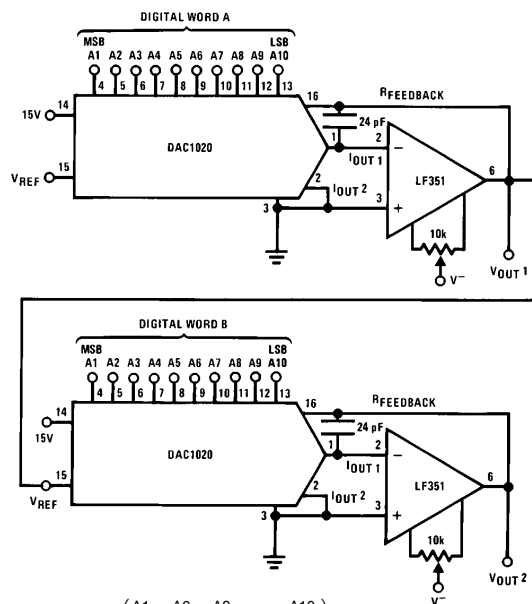 DIGITAL WORD A
MSB LSB
A1 A2 A3 A4 A5 A6 A7 A8 A9 A10
4 5 6 7 8 9 10 11 12 13
16 RFEEDBACK
15V 14
24 pF
DAC1020
1 2 −
IOUT 1
LF351 6
VREF 15
2 IOUT 2
3 3 +
10k
V−
VOUT 1
DIGITAL WORD B
MSB LSB
A1 A2 A3 A4 A5 A6 A7 A8 A9 A10
4 5 6 7 8 9 10 11 12 13
16 RFEEDBACK
14
15V
24 pF
DAC1020
1 2 −
IOUT 1
LF351 6
15
VREF
2 IOUT 2
3 3 +
10k
VOUT 2
V−